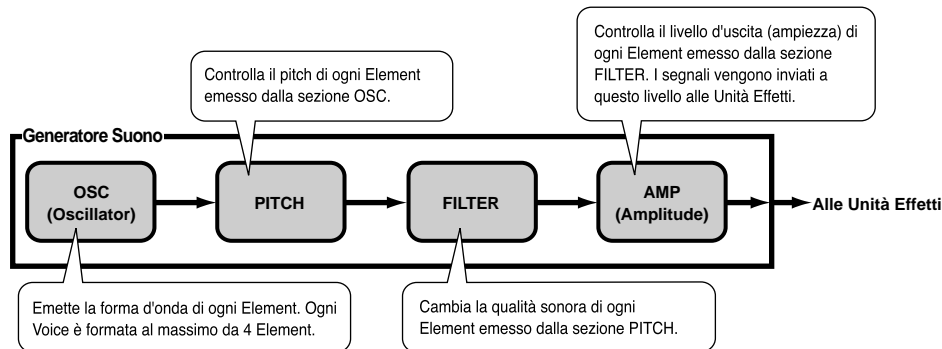 Controlla il livello d'uscita (ampiezza) di
ogni Element emesso dalla sezione
FILTER. I segnali vengono inviati a
questo livello alle Unità Effetti.
Controlla il pitch di ogni Element
emesso dalla sezione OSC.
Generatore Suono
OSC
(Oscillator)
PITCH
FILTER
AMP
(Amplitude)
Alle Unità Effetti
Emette la forma d'onda di ogni Element. Ogni
Voice è formata al massimo da 4 Element.
Cambia la qualità sonora di ogni
Element emesso dalla sezione PITCH.